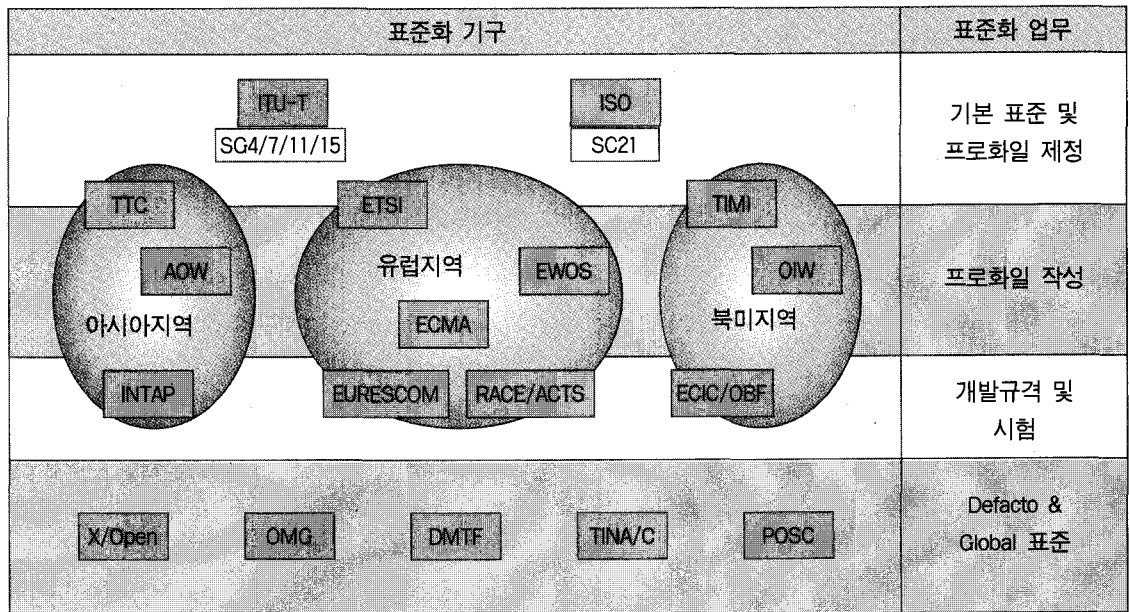 표준화 기구
표준화 업무
ITU-T
SG4/7/11/15
ISO
SC21
기본 표준 및
프로화일 제정
TTC
ETSI
TIMI
AOW
유럽지역
EWOS
OIW
프로화일 작성
아시아지역
ECMA
북미지역
INTAP
EURESCOM
RACE/ACTS
ECIC/OBF
개발규격 및
시험
X/Open
OMG
DMTF
TINA/C
POSC
Defacto &
Global 표준